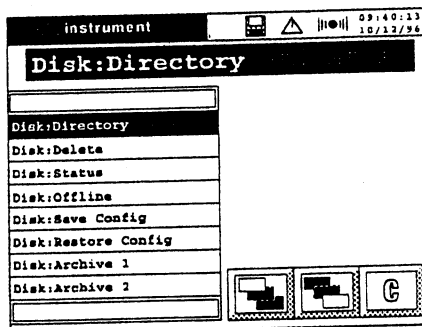 instrument
09:40:13
10/12/96
Disk:Directory
Disk:Directory
Disk:Delete
Disk:Status
Disk:Offline
Disk:Save Config
Disk:Restore Config
Disk:Archive 1
Disk:Archive 2
C